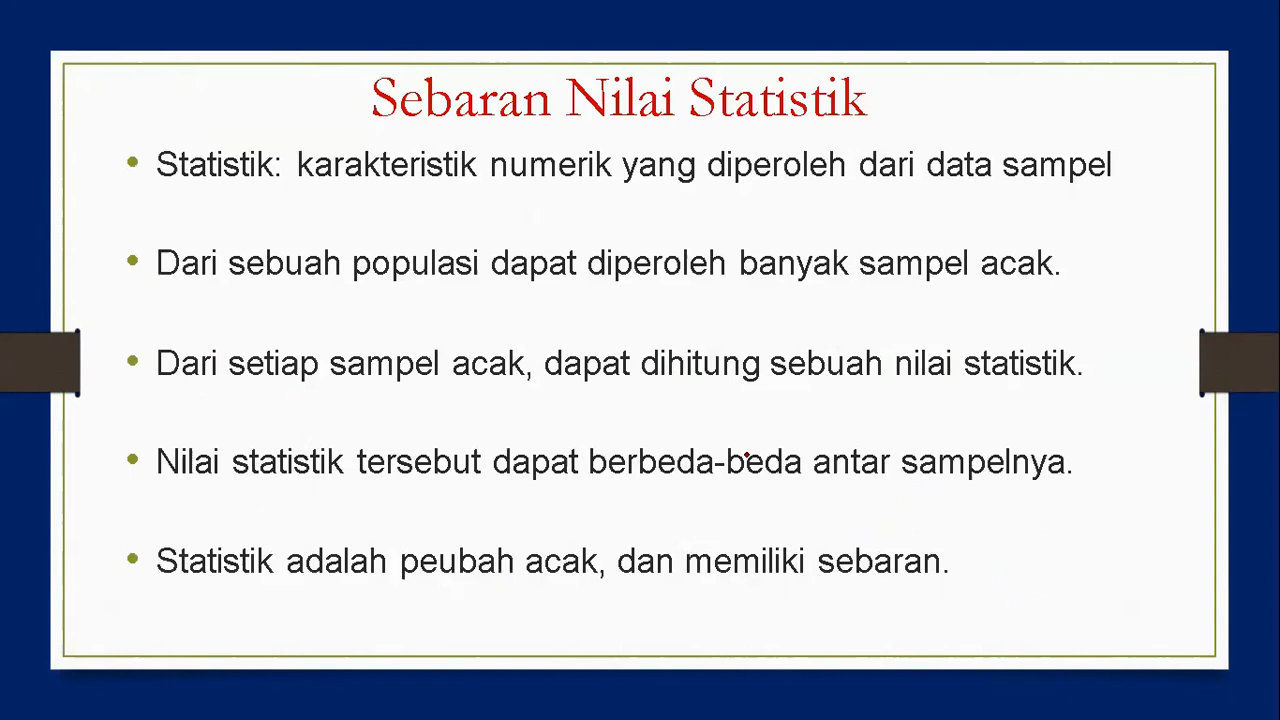 Sebaran Nilai Statistik
• Statistik: karakteristik numerik yang diperoleh dari data sampel
• Dari sebuah populasi dapat diperoleh banyak sampel acak.
• Dari setiap sampel acak, dapat dihitung sebuah nilai statistik.
• Nilai statistik tersebut dapat berbeda-beda antar sampelnya.
• Statistik adalah peubah acak, dan memiliki sebaran.